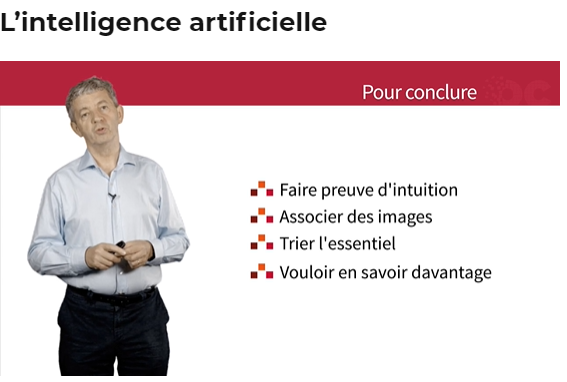 L’intelligence artificielle
Pour conclure
Faire preuve d'intuition
Associer des images
Trier l'essentiel
Vouloir en savoir davantage